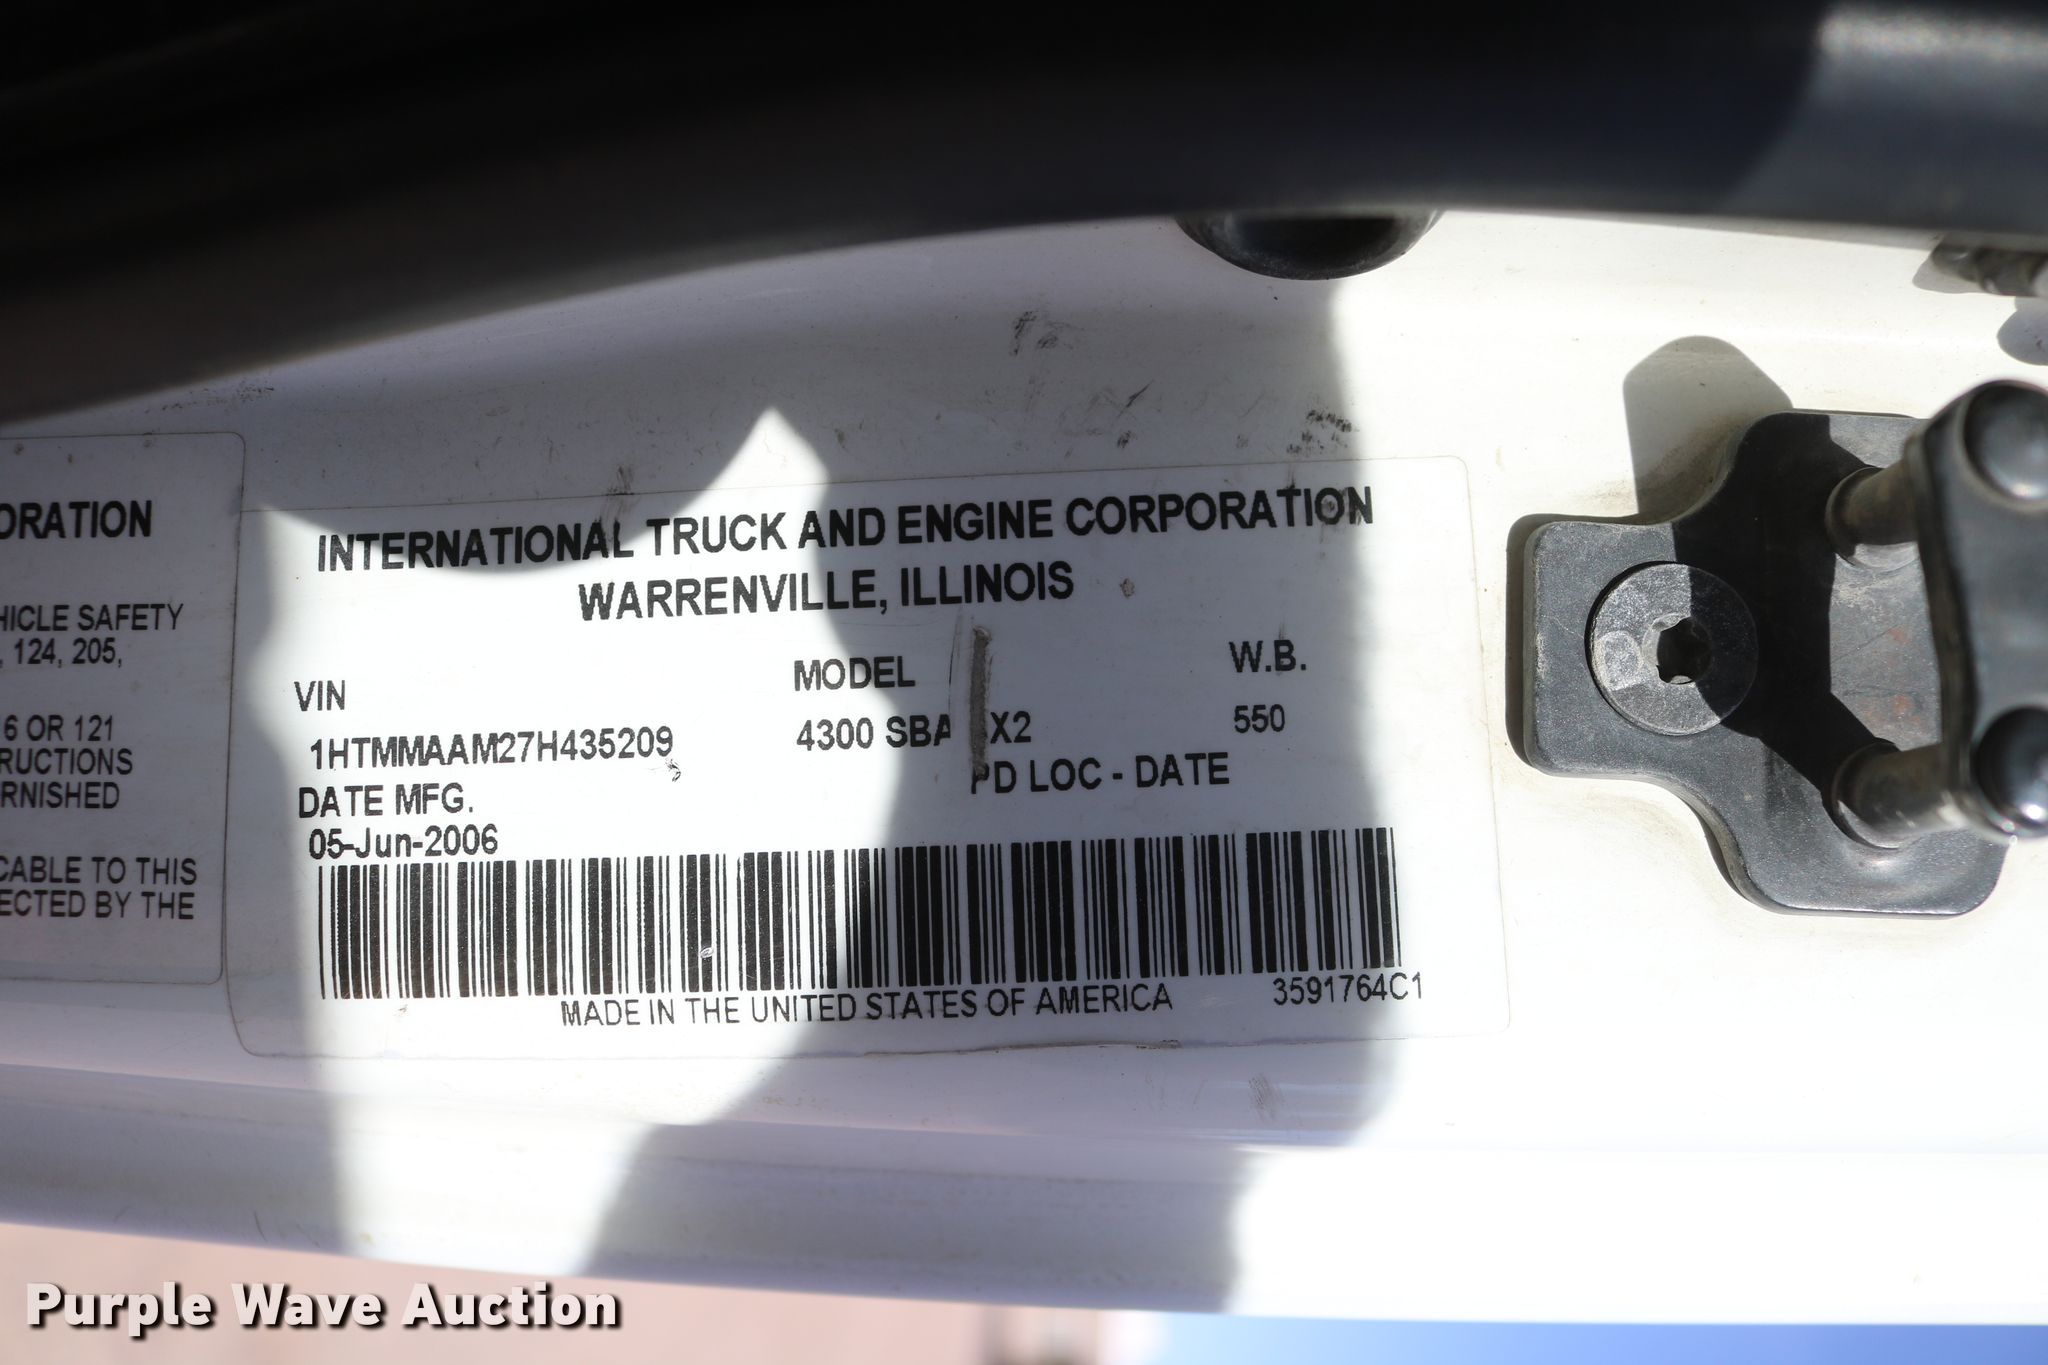 ORATION
HICLE SAFETY
, 124, 205,
6 OR 121
RUCTIONS
RNISHED
CABLE TO THIS
ECTED BY THE
INTERNATIONAL TRUCK AND ENGINE CORPORATION
WARRENVILLE, ILLINOIS
VIN MODEL W.B.
1HTMMAAM27H435209 4300 SBA X2 550
DATE MFG. PD LOC - DATE
05-Jun-2006
MADE IN THE UNITED STATES OF AMERICA 3591764C1
Purple Wave Auction